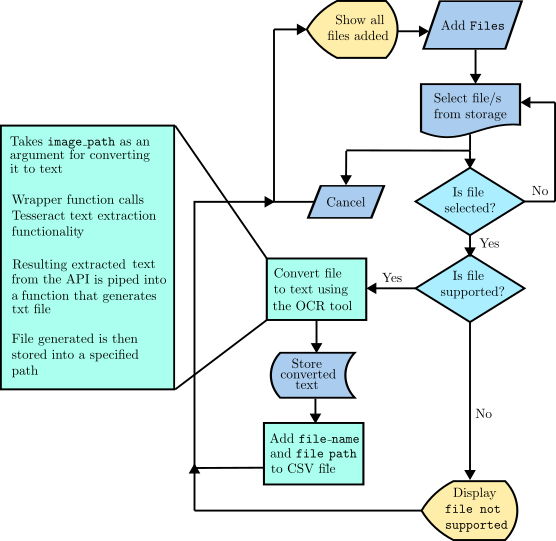 Show all
files added
Add Files
Select file/s
from storage
Takes image_path as an
argument for converting
it to text
Wrapper function calls
Tesseract text extraction
functionality
Resulting extracted text
from the API is piped into
a function that generates
txt file
File generated is then
stored into a specified
path
Cancel
Is file
selected?
No
Yes
Is file
supported?
Yes
Convert file
to text using
the OCR tool
Store
converted
text
No
Add file-name
and file path
to CSV file
Display
file not
supported